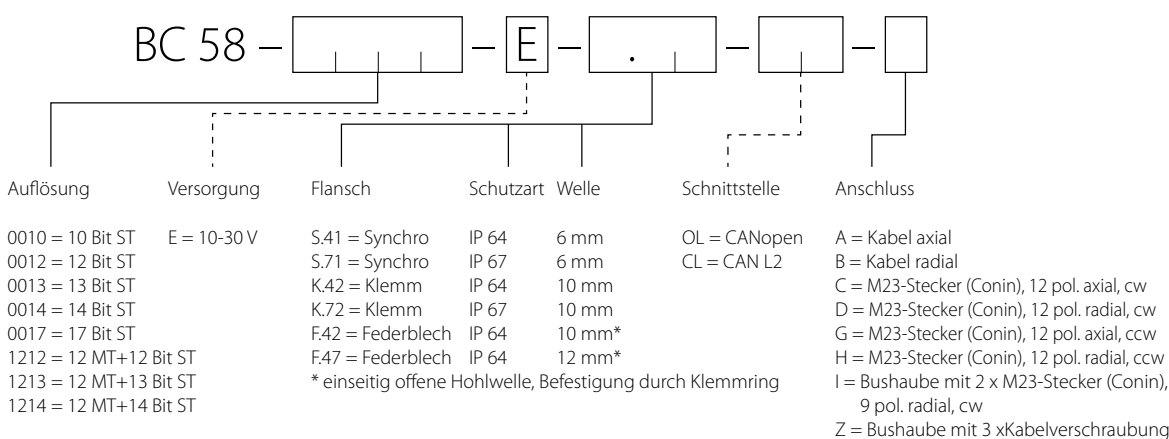 BC 58 – – E – . – –
Auflösung
0010 = 10 Bit ST
0012 = 12 Bit ST
0013 = 13 Bit ST
0014 = 14 Bit ST
0017 = 17 Bit ST
1212 = 12 MT+12 Bit ST
1213 = 12 MT+13 Bit ST
1214 = 12 MT+14 Bit ST
Versorgung
E = 10-30 V
Flansch Schutzart Welle
S.41 = Synchro IP 64 6 mm
S.71 = Synchro IP 67 6 mm
K.42 = Klemm IP 64 10 mm
K.72 = Klemm IP 67 10 mm
F.42 = Federblech IP 64 10 mm*
F.47 = Federblech IP 64 12 mm*
* einseitig offene Hohlwelle, Befestigung durch Klemmring
Schnittstelle
OL = CANopen
CL = CAN L2
Anschluss
A = Kabel axial
B = Kabel radial
C = M23-Stecker (Conin), 12 pol. axial, cw
D = M23-Stecker (Conin), 12 pol. radial, cw
G = M23-Stecker (Conin), 12 pol. axial, ccw
H = M23-Stecker (Conin), 12 pol. radial, ccw
I = Bushaube mit 2 x M23-Stecker (Conin),
9 pol. radial, cw
Z = Bushaube mit 3 xKabelverschraubung